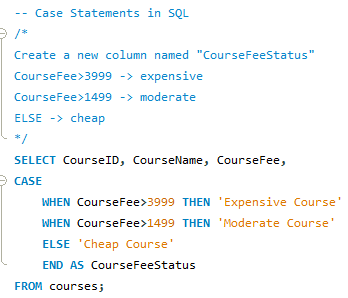 -- Case Statements in SQL
/*
Create a new column named "CourseFeeStatus"
CourseFee>3999 -> expensive
CourseFee>1499 -> moderate
ELSE -> cheap
*/
SELECT CourseID, CourseName, CourseFee,
CASE
    WHEN CourseFee>3999 THEN 'Expensive Course'
    WHEN CourseFee>1499 THEN 'Moderate Course'
    ELSE 'Cheap Course'
    END AS CourseFeeStatus
FROM courses;